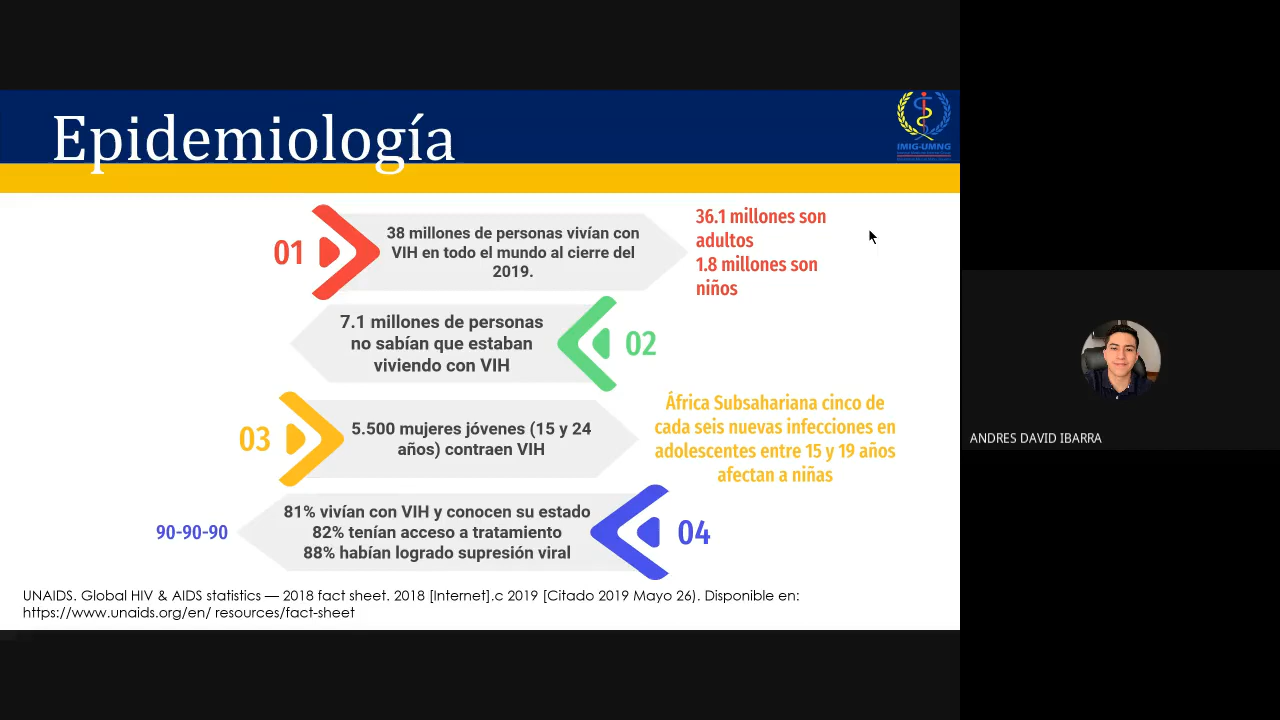 Epidemiología
IMIG-UMNG
01
38 millones de personas vivían con
VIH en todo el mundo al cierre del
2019.
36.1 millones son
adultos
1.8 millones son
niños
7.1 millones de personas
no sabían que estaban
viviendo con VIH
02
03
5.500 mujeres jóvenes (15 y 24
años) contraen VIH
África Subsahariana cinco de
cada seis nuevas infecciones en
adolescentes entre 15 y 19 años
afectan a niñas
90-90-90
81% vivían con VIH y conocen su estado
82% tenían acceso a tratamiento
88% habían logrado supresión viral
04
UNAIDS. Global HIV & AIDS statistics — 2018 fact sheet. 2018 [Internet].c 2019 [Citado 2019 Mayo 26). Disponible en:
https://www.unaids.org/en/ resources/fact-sheet
ANDRES DAVID IBARRA